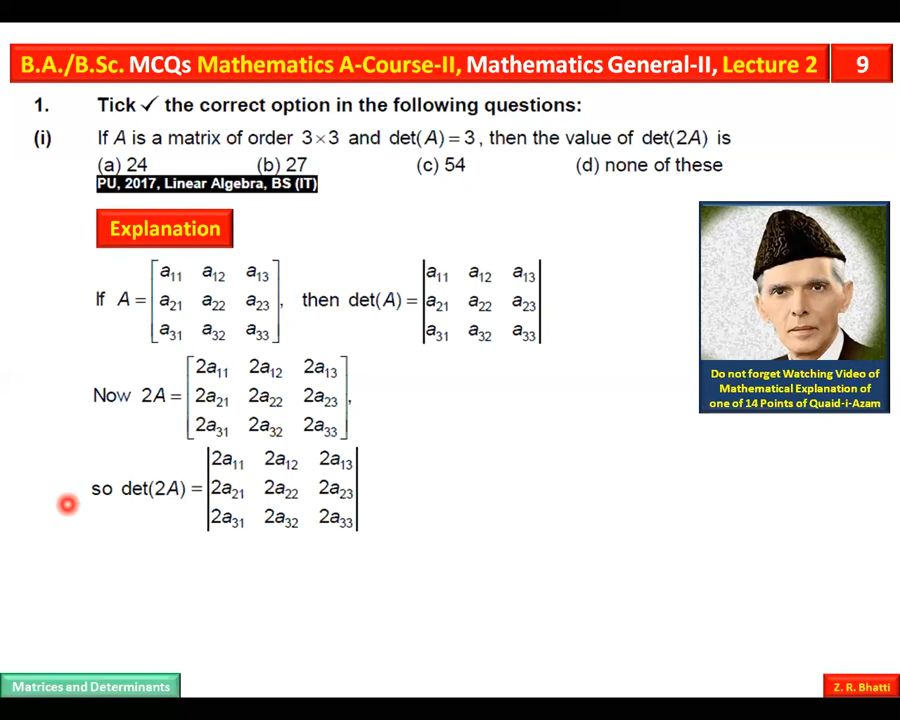 B.A./B.Sc. MCQs Mathematics A-Course-II, Mathematics General-II, Lecture 2 9
1. Tick ✓ the correct option in the following questions:
(i) If A is a matrix of order 3×3 and det(A)=3, then the value of det(2A) is
(a) 24 (b) 27 (c) 54 (d) none of these
PU, 2017, Linear Algebra, BS (IT)
Explanation
a₁₁ a₁₂ a₁₃ a₁₁ a₁₂ a₁₃
If A = a₂₁ a₂₂ a₂₃ , then det(A) = a₂₁ a₂₂ a₂₃
a₃₁ a₃₂ a₃₃ a₃₁ a₃₂ a₃₃
2a₁₁ 2a₁₂ 2a₁₃
Now 2A = 2a₂₁ 2a₂₂ 2a₂₃ ,
2a₃₁ 2a₃₂ 2a₃₃
2a₁₁ 2a₁₂ 2a₁₃
so det(2A) = 2a₂₁ 2a₂₂ 2a₂₃
2a₃₁ 2a₃₂ 2a₃₃
Do not forget Watching Video of
Mathematical Explanation of
one of 14 Points of Quaid-i-Azam
Matrices and Determinants
Z. R. Bhatti